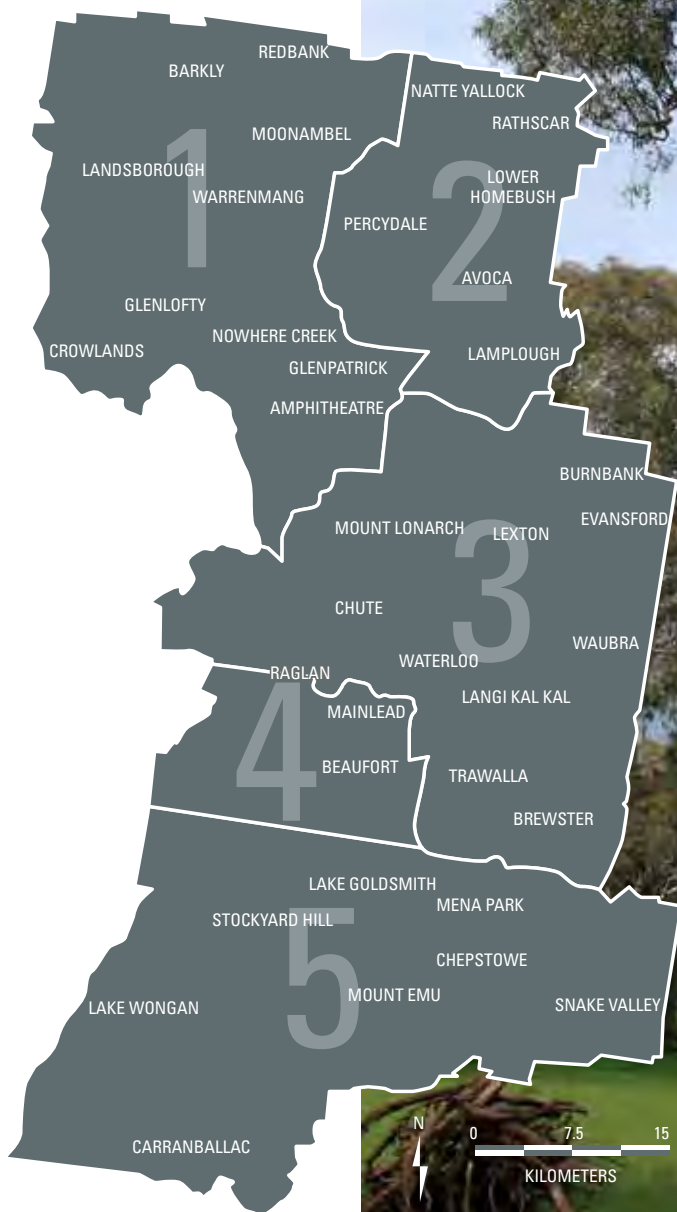 REDBANK
BARKLY
MOONAMBEL
1
LANDSBOROUGH
WARRENMANG
GLENLOFTY
NOWHERE CREEK
CROWLANDS
GLENPATRICK
AMPHITHEATRE
NATTE YALLOCK
RATHSCAR
2
LOWER
HOMEBUSH
PERCYDALE
AVOCA
LAMPLOUGH
BURNBANK
EVANSFORD
MOUNT LONARCH
LEXTON
3
CHUTE
WAUBRA
WATERLOO
LANGI KAL KAL
TRAWALLA
BREWSTER
RAGLAN
4
MAINLEAD
BEAUFORT
LAKE GOLDSMITH
MENA PARK
STOCKYARD HILL
5
CHEPSTOWE
MOUNT EMU
LAKE WONGAN
SNAKE VALLEY
CARRANBALLAC
N
0 7.5 15
KILOMETERS